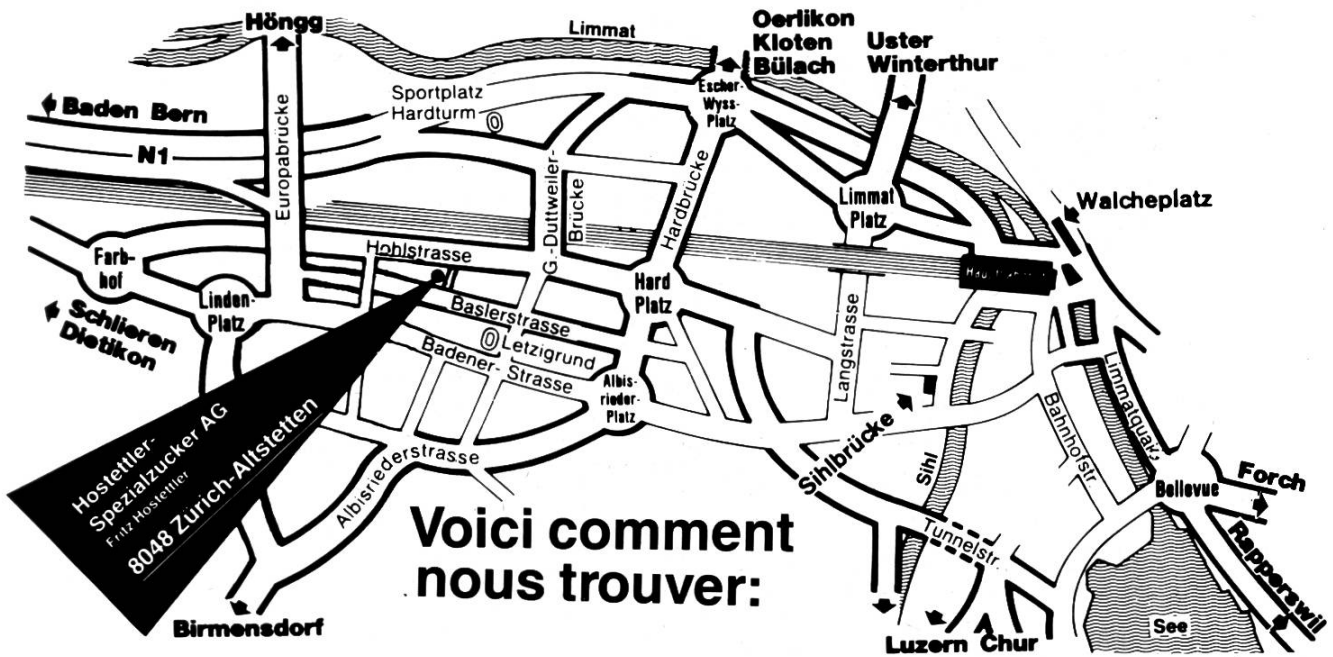 Höngg
Limmat
Oerlikon
Kloten
Bülach
Uster
Winterthur
Baden Bern
N1
Europabrücke
Sportplatz
Hardturm
Escher-
Wyss-
Platz
G.-Duttweiler-
Brücke
Hardbrücke
Limmat
Platz
Walcheplatz
Farb-
hof
Hohlstrasse
Hard
Platz
Linden-
Platz
Schlieren
Dietikon
Baslerstrasse
Letzigrund
Badener-Strasse
Albis-
rieder-
Platz
Langstrasse
Sihlbrücke
Sihl
Bahnhofstr.
Limmatquai
Bellevue
Forch
Rapperswil
Albisriederstrasse
Hostettler-
Spezialzucker AG
Fritz Hostettler
8048 Zürich-Altstetten
Voici comment
nous trouver:
Tunnelstr.
Birmensdorf
Luzern Chur
See